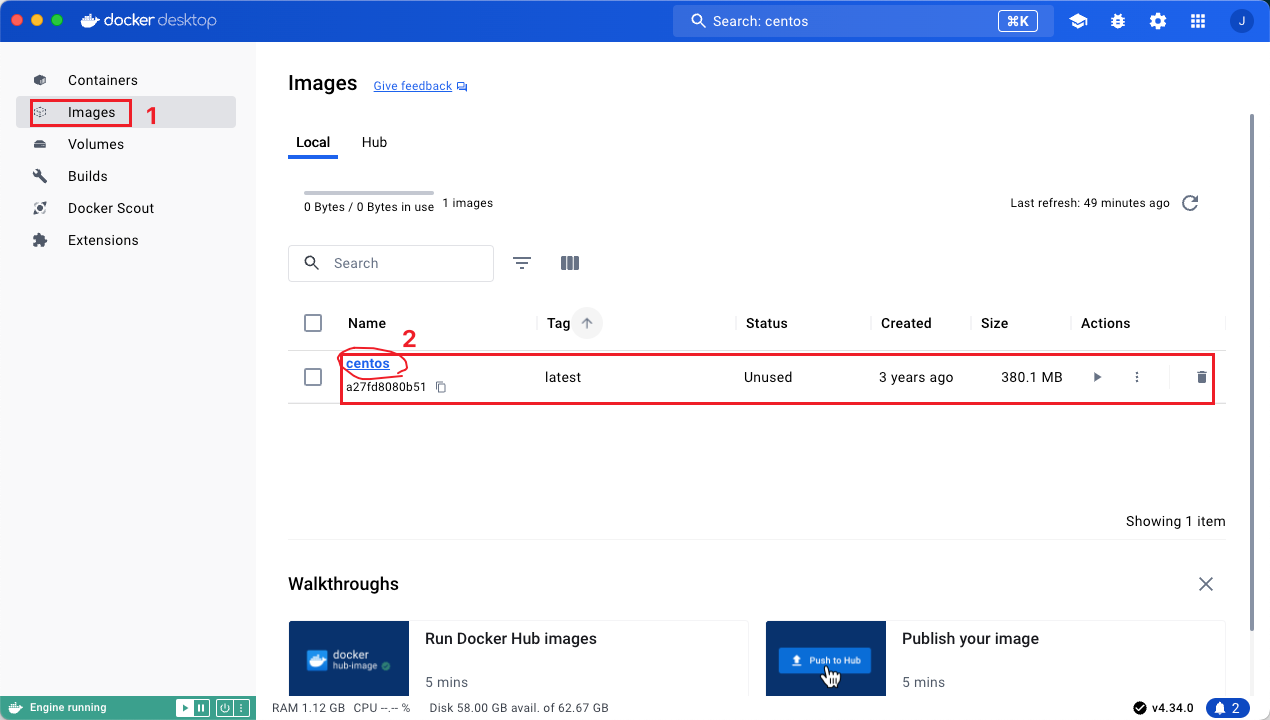 docker desktop
Search: centos
⌘K
J
Containers
Images
1
Volumes
Builds
Docker Scout
Extensions
Images
Give feedback
Local
Hub
0 Bytes / 0 Bytes in use
1 images
Last refresh: 49 minutes ago
Search
Name
Tag
Status
Created
Size
Actions
2
centos
a27fd8080b51
latest
Unused
3 years ago
380.1 MB
Showing 1 item
Walkthroughs
docker
hub-image
Run Docker Hub images
5 mins
Push to Hub
Publish your image
5 mins
Engine running
RAM 1.12 GB
CPU --.-- %
Disk 58.00 GB avail. of 62.67 GB
v4.34.0
2